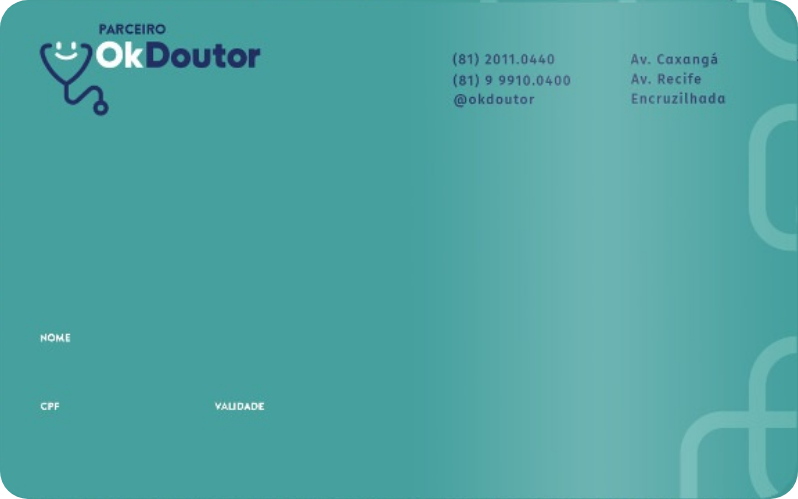 PARCEIRO
OkDoutor
(81) 2011.0440
(81) 9 9910.0400
@okdoutor
Av. Caxangá
Av. Recife
Encruzilhada
NOME
CPF
VALIDADE